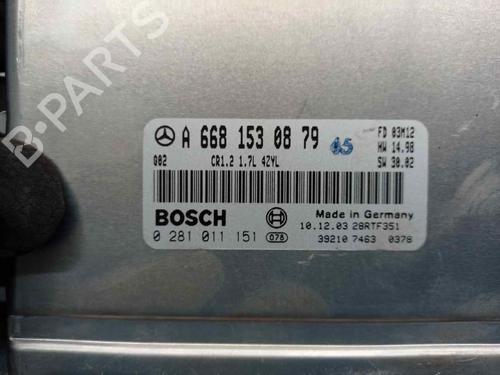 A 668 153 08 79 65 FD 03M12
HW 14.98
Q02 CR1.2 1.7L 4ZYL SW 30.02
BOSCH Made in Germany
10.12.03 28RTF351
0 281 011 151 078
39210 7463 0378
B-PARTS